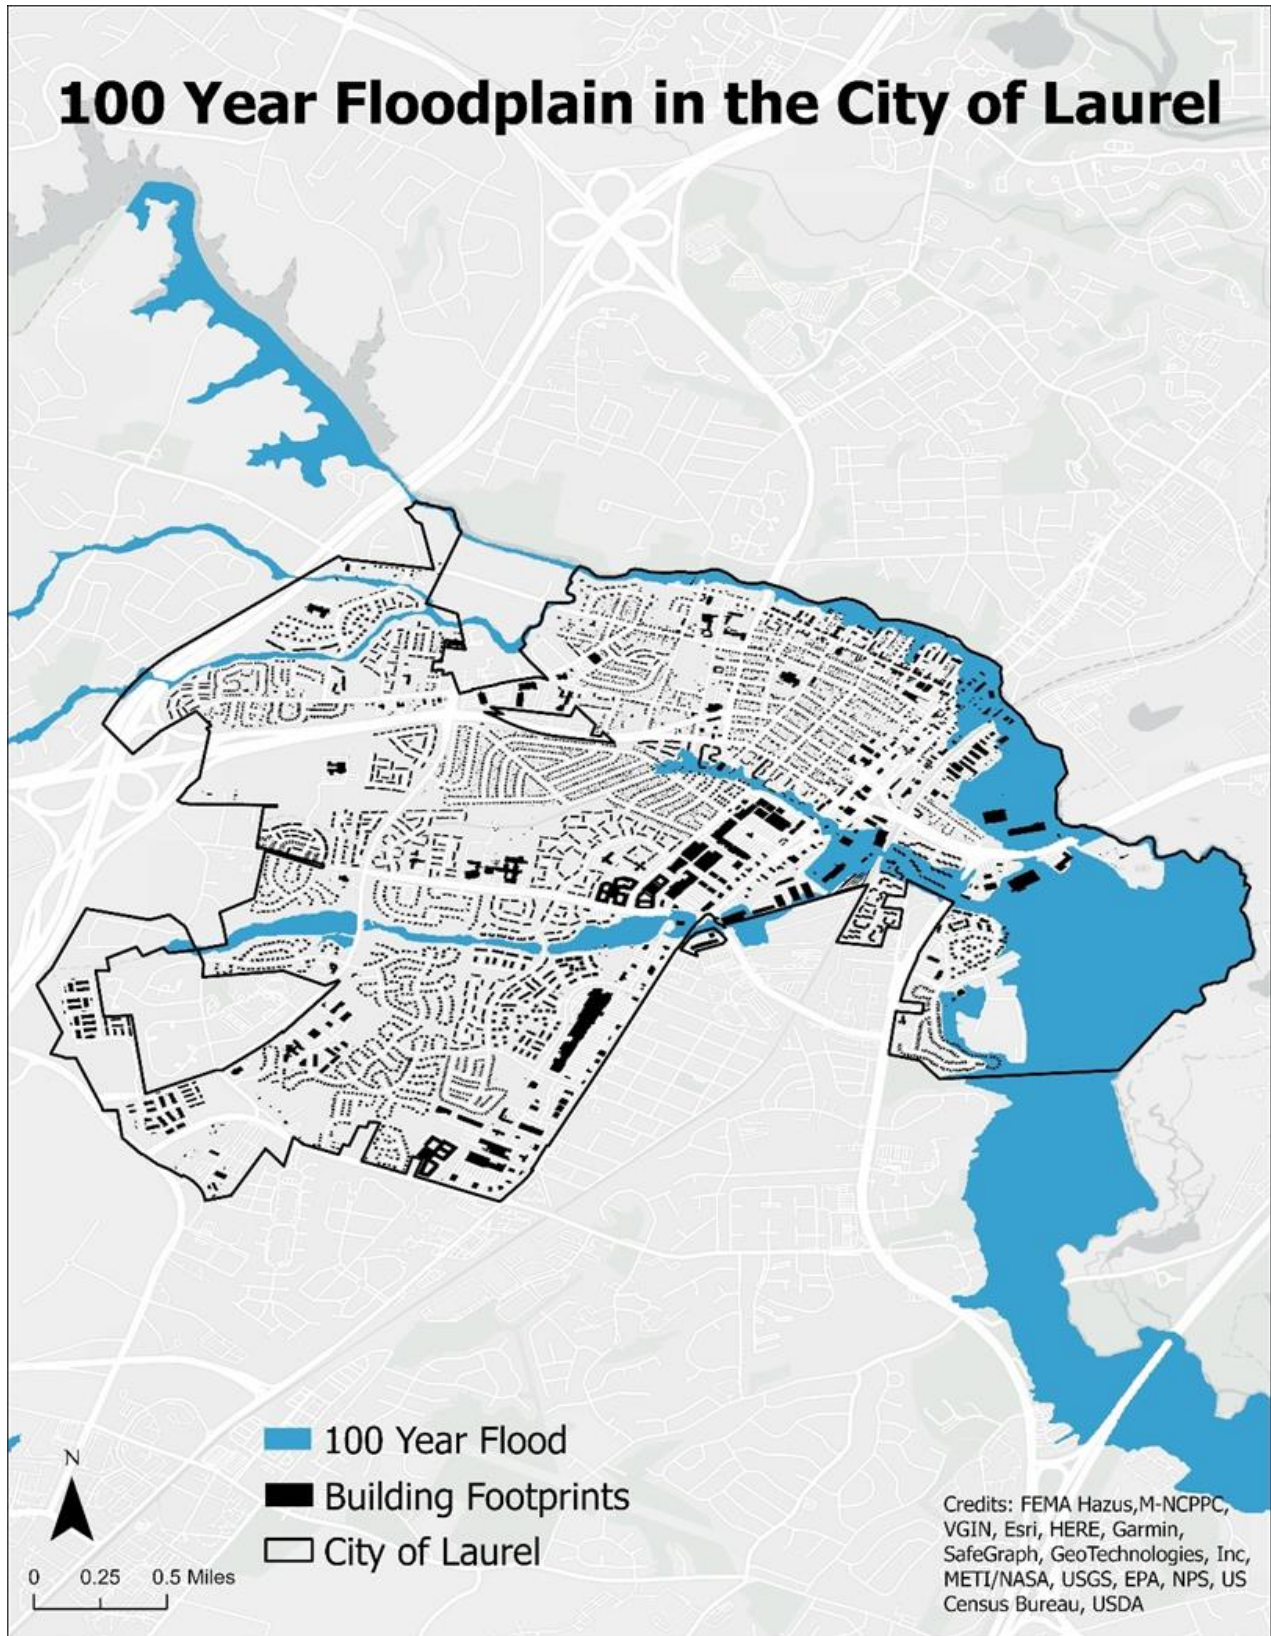 100 Year Floodplain in the City of Laurel
100 Year Flood
Building Footprints
City of Laurel
N
0 0.25 0.5 Miles
Credits: FEMA Hazus,M-NCPPC,
VGIN, Esri, HERE, Garmin,
SafeGraph, GeoTechnologies, Inc,
METI/NASA, USGS, EPA, NPS, US
Census Bureau, USDA